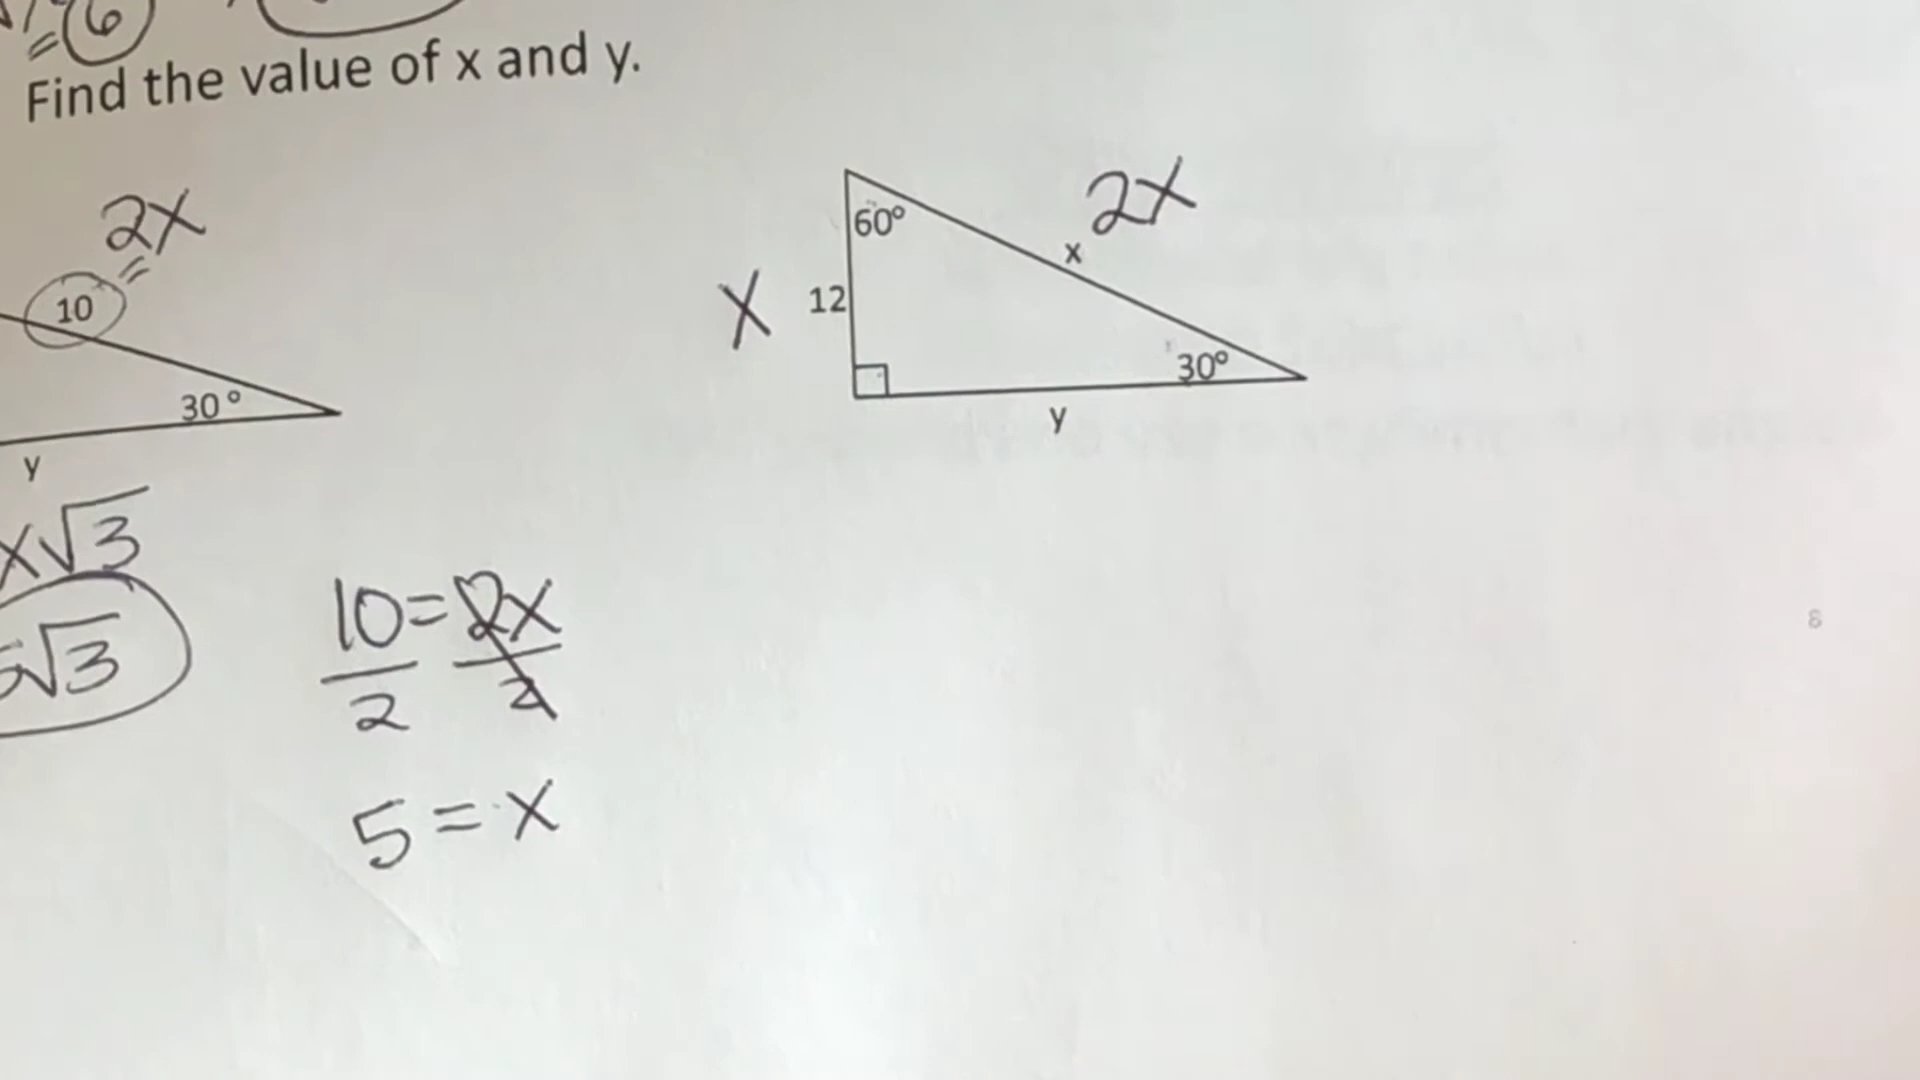 = 6
Find the value of x and y.
2x
=
10
30°
y
x√3
√3
10 = 2x
2 2
5 = x
60°
2x
x
X 12
30°
y
8